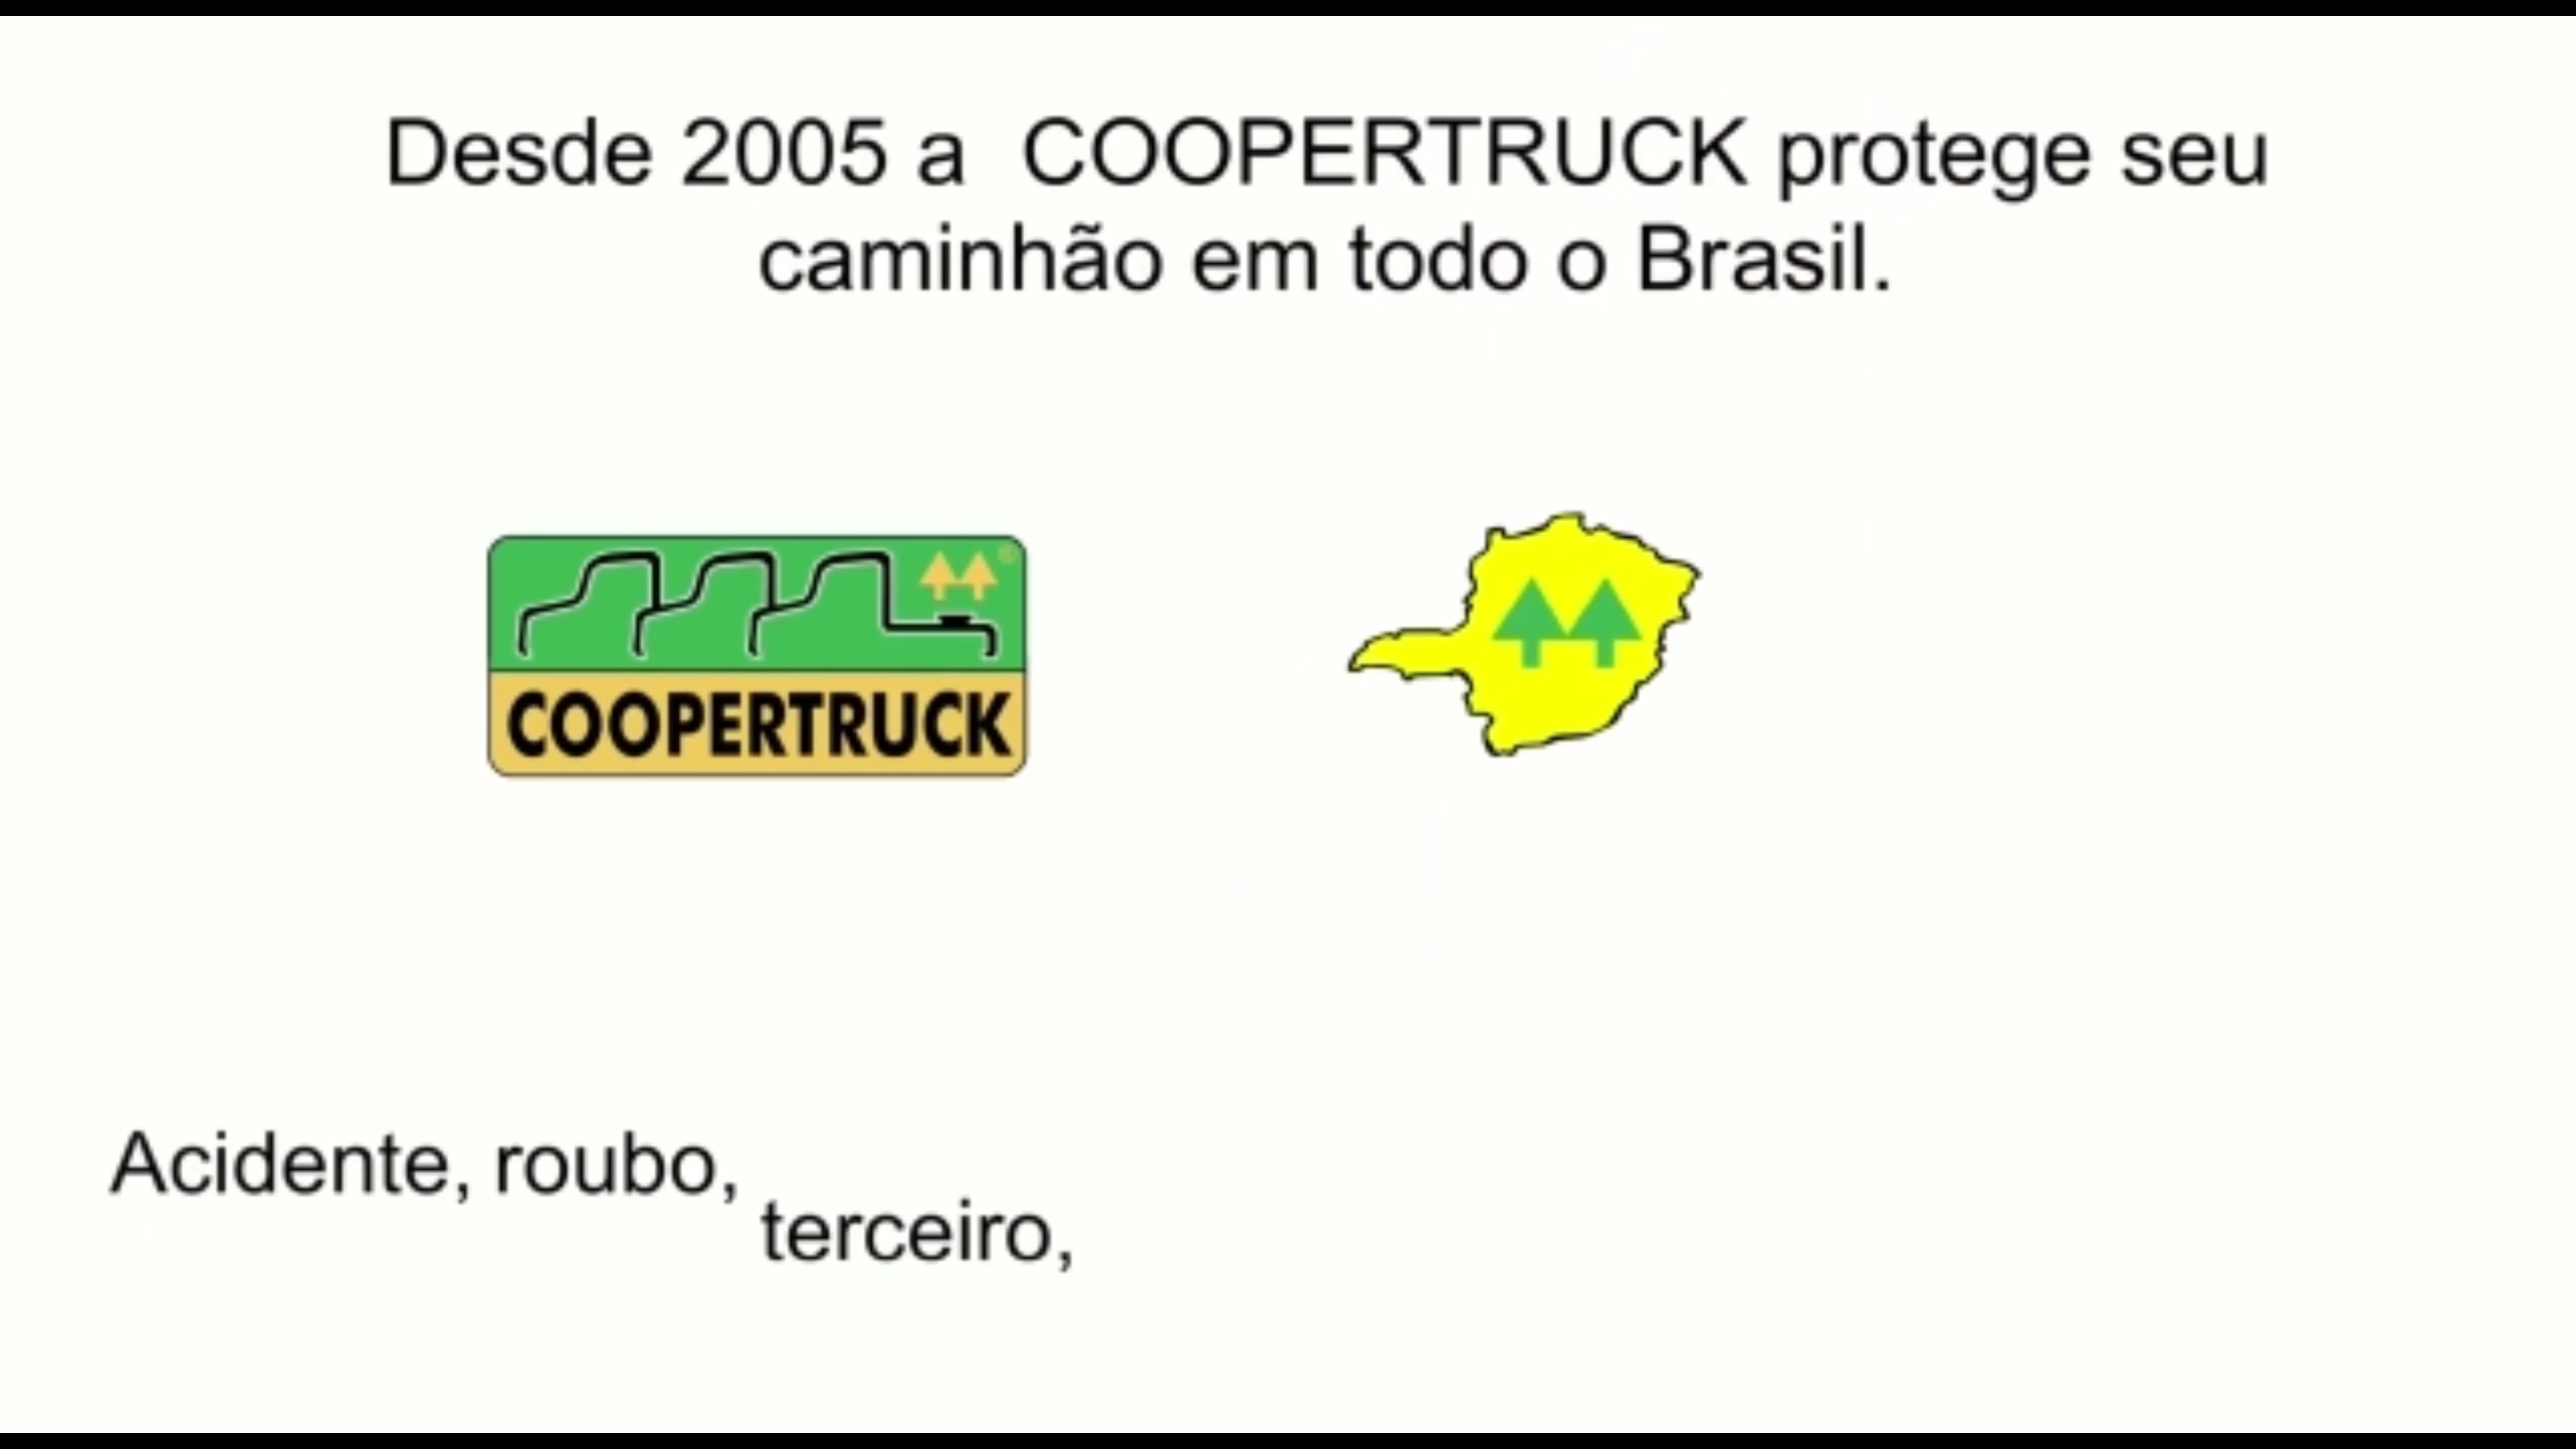 Desde 2005 a  COOPERTRUCK protege seu
caminhão em todo o Brasil.
®
COOPERTRUCK
Acidente, roubo,
terceiro,